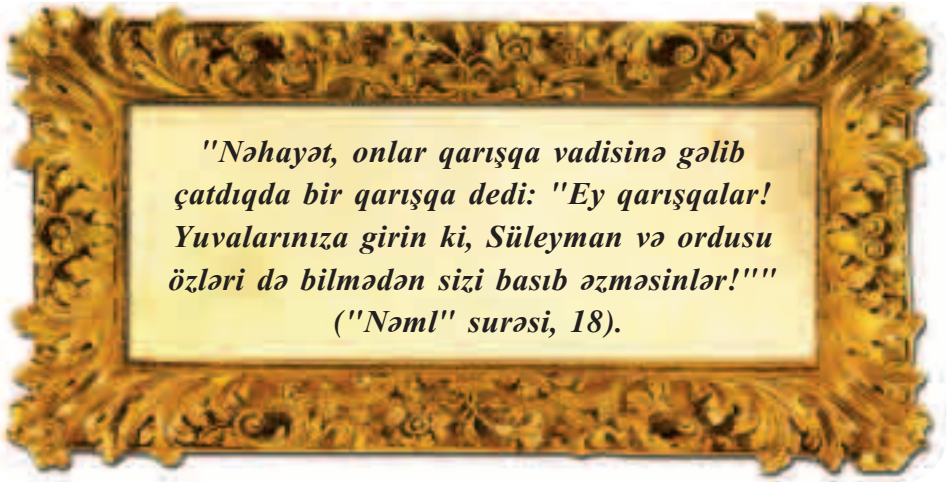 "Nəhayət, onlar qarışqa vadisinə gəlib
çatdıqda bir qarışqa dedi: "Ey qarışqalar!
Yuvalarınıza girin ki, Süleyman və ordusu
özləri də bilmədən sizi basıb əzməsinlər!""
("Nəml" surəsi, 18).